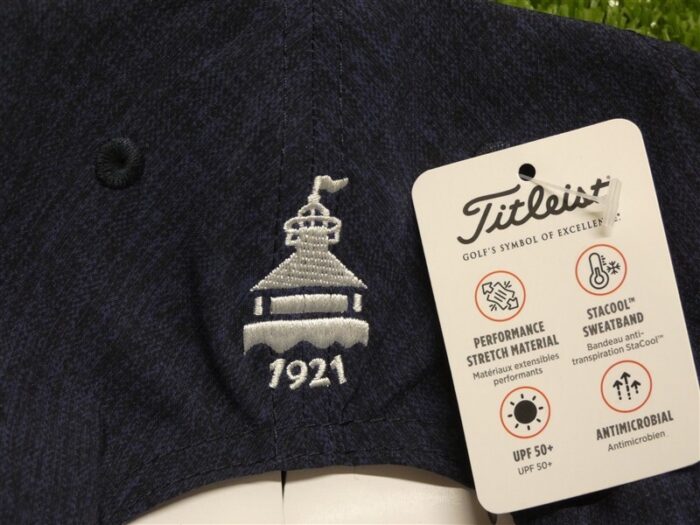 1921
Titleist
GOLF'S SYMBOL OF EXCELLENCE
PERFORMANCE
STRETCH MATERIAL
Matériaux extensibles
performants
STACOOL™
SWEATBAND
Bandeau anti-
transpiration StaCool™
UPF 50+
UPF 50+
ANTIMICROBIAL
Antimicrobien